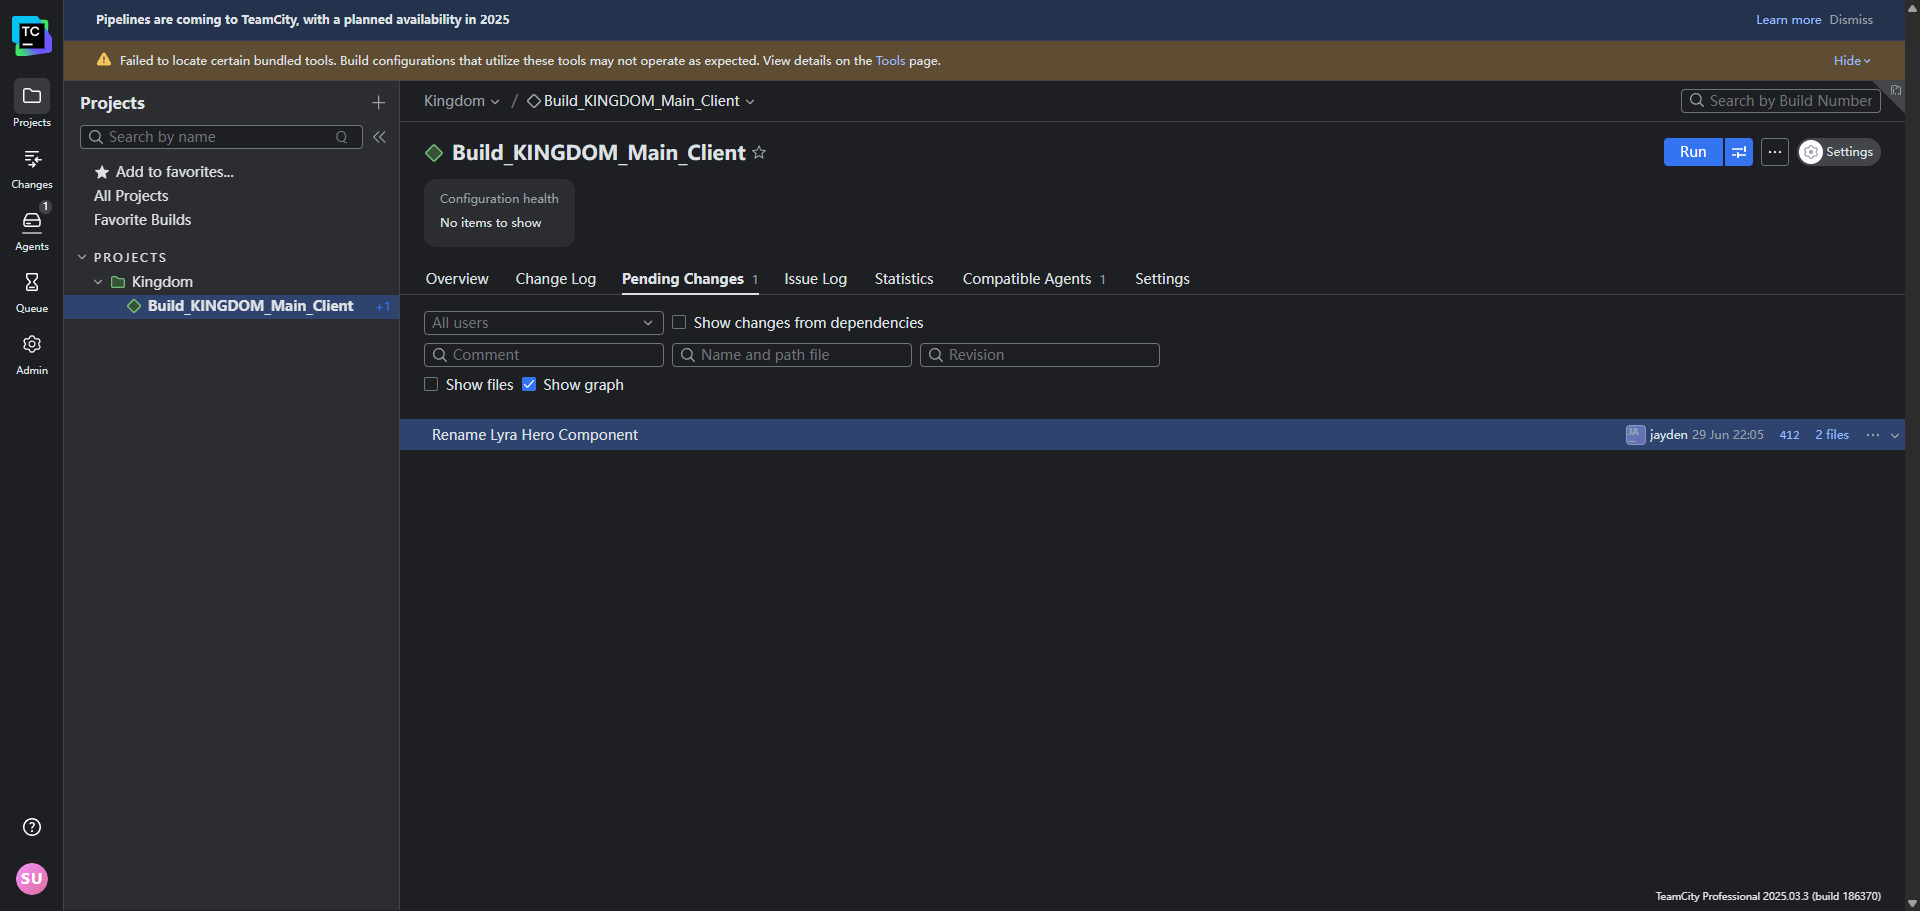 Pipelines are coming to TeamCity, with a planned availability in 2025
Learn more Dismiss
Failed to locate certain bundled tools. Build configurations that utilize these tools may not operate as expected. View details on the Tools page.
Hide
TC
Projects
Changes
1
Agents
Queue
Admin
SU
Projects
Search by name Q
Add to favorites...
All Projects
Favorite Builds
PROJECTS
Kingdom
Build_KINGDOM_Main_Client +1
Kingdom / Build_KINGDOM_Main_Client
Search by Build Number
Build_KINGDOM_Main_Client
Run
Settings
Configuration health
No items to show
Overview Change Log Pending Changes 1 Issue Log Statistics Compatible Agents 1 Settings
All users Show changes from dependencies
Comment Name and path file Revision
Show files Show graph
Rename Lyra Hero Component JA jayden 29 Jun 22:05 412 2 files
TeamCity Professional 2025.03.3 (build 186370)